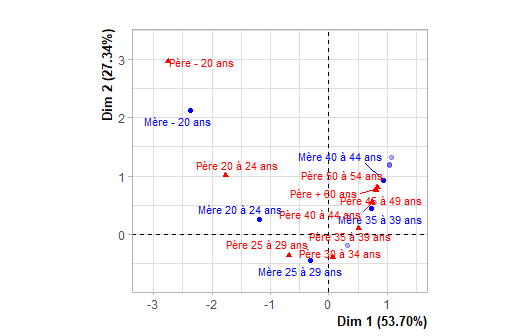 Dim 2 (27.34%)
3
2
1
0
-3
-2
-1
0
1
Dim 1 (53.70%)
Père - 20 ans
Mère - 20 ans
Mère 40 à 44 ans
Père 20 à 24 ans
Père 50 à 54 ans
Père + 60 ans
Père 45 à 49 ans
Mère 20 à 24 ans
Père 40 à 44 ans
Mère 35 à 39 ans
Père 35 à 39 ans
Père 25 à 29 ans
Père 30 à 34 ans
Mère 25 à 29 ans